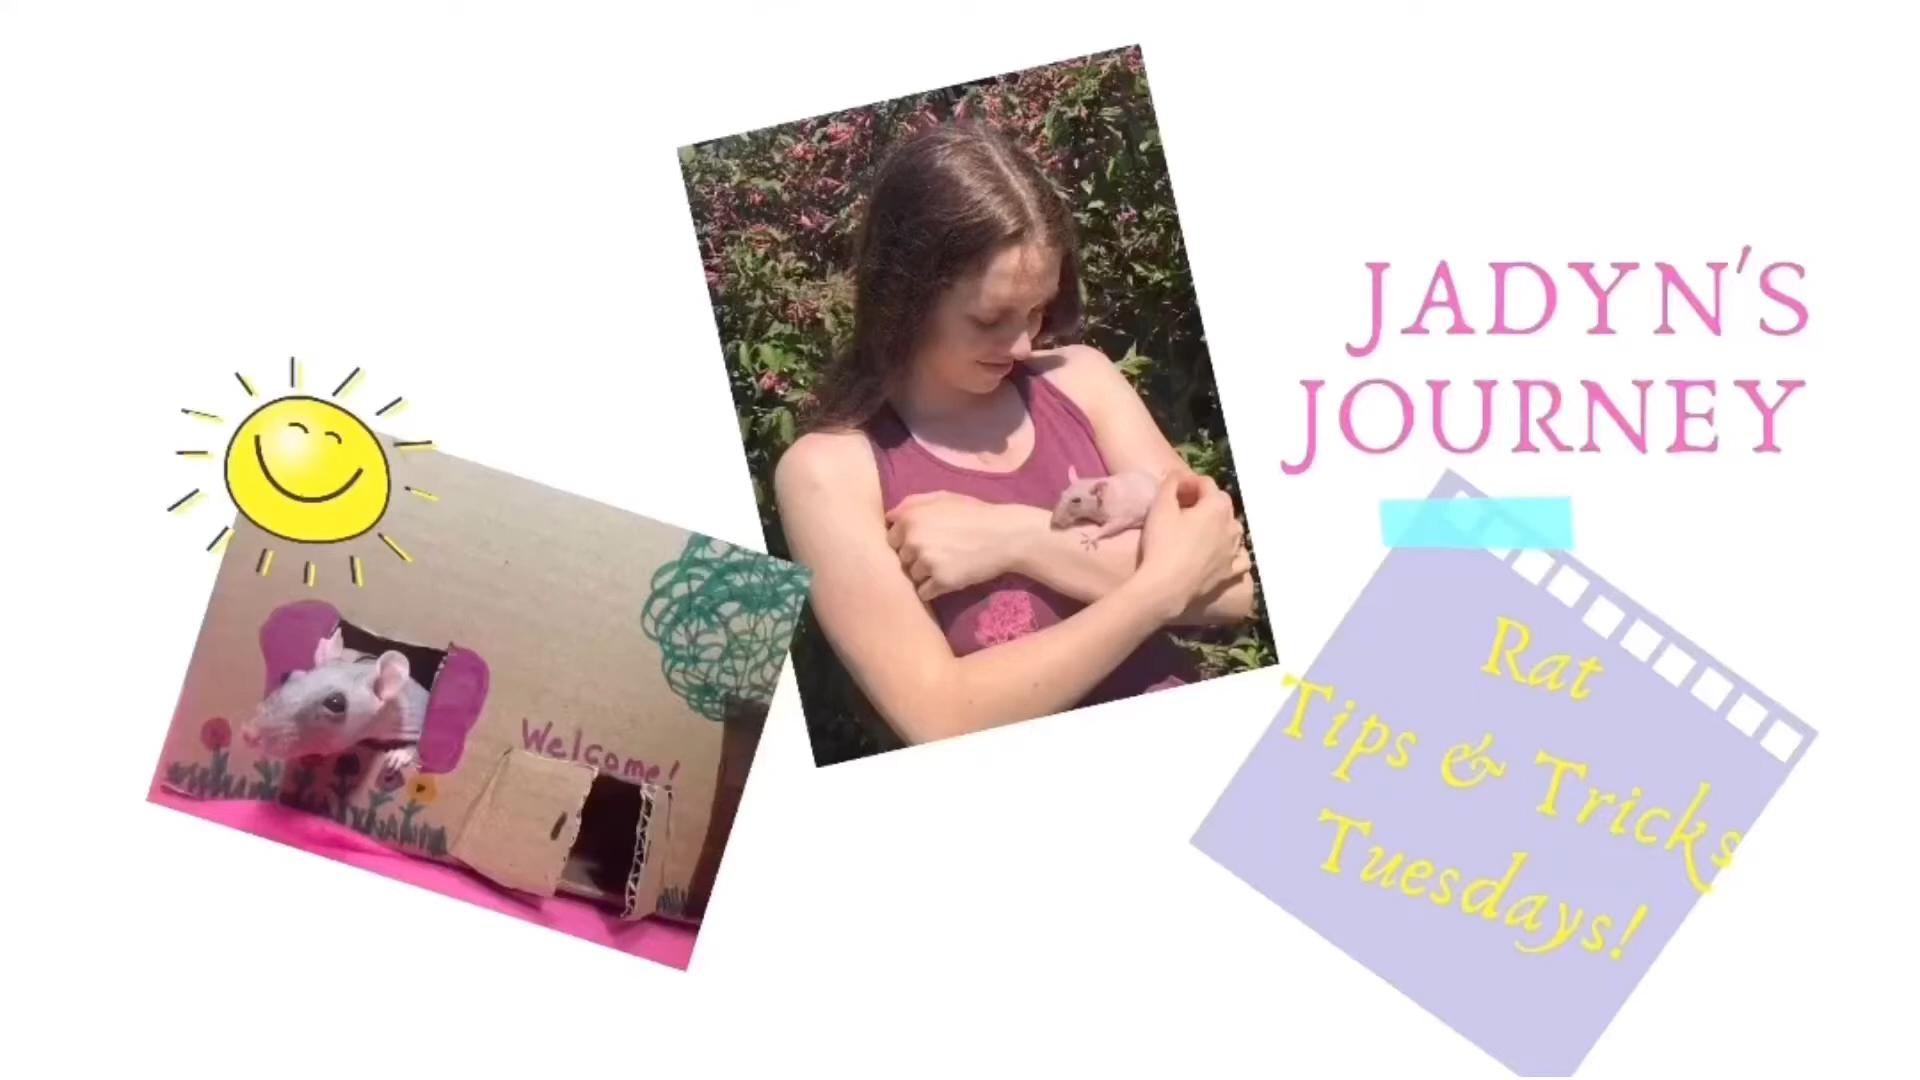 JADYN'S
JOURNEY
Rat
Tips & Tricks
Tuesdays!
Welcome!